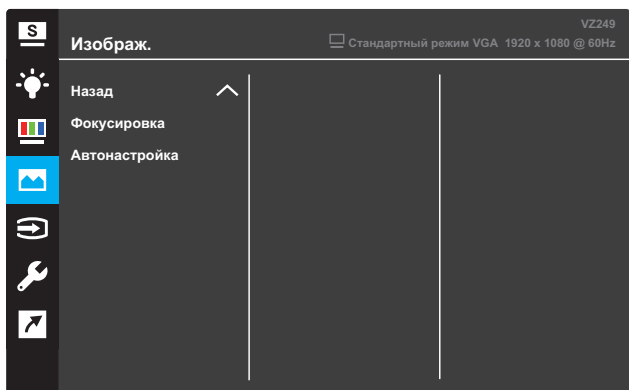 S
VZ249
Изображ.
Стандартный режим VGA 1920 x 1080 @ 60Hz
Назад
Фокусировка
Автонастройка